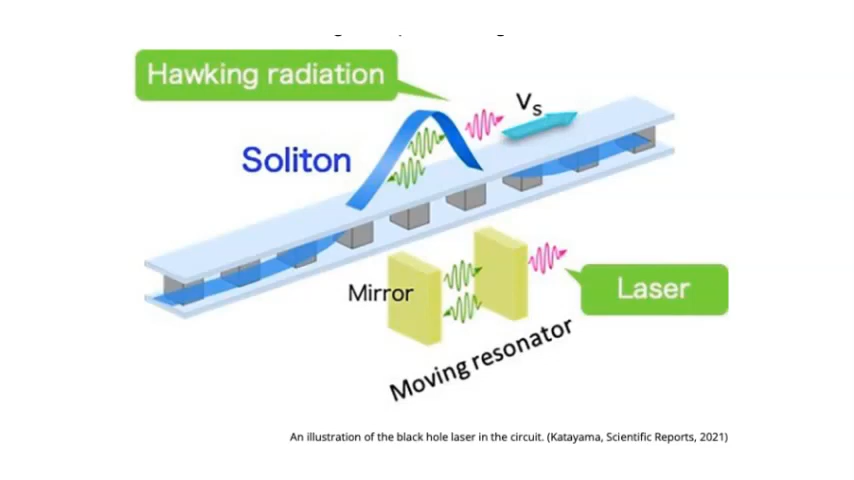 Hawking radiation
Vs
Soliton
Mirror
Laser
Moving resonator
An illustration of the black hole laser in the circuit. (Katayama, Scientific Reports, 2021)